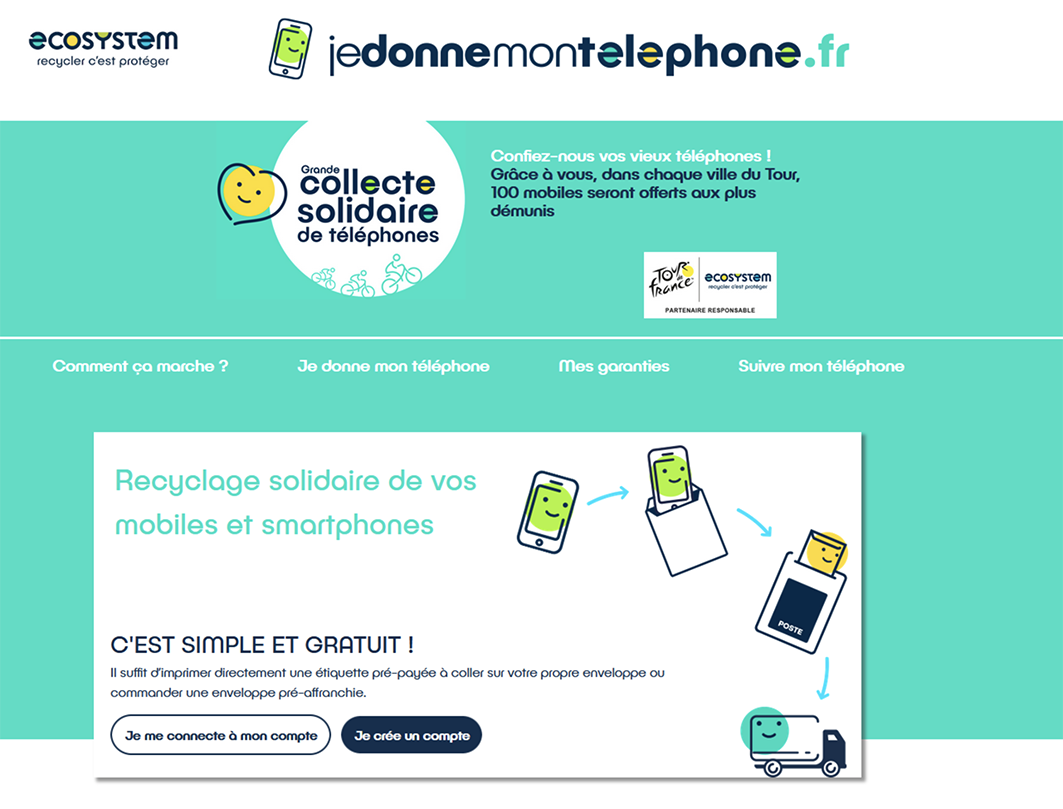 ecosystem
recycler c'est protéger
jedonnemontelephone.fr
Grande
collecte
solidaire
de téléphones
Confiez-nous vos vieux téléphones !
Grâce à vous, dans chaque ville du Tour,
100 mobiles seront offerts aux plus
démunis
TOUR de france
ecosystem
recycler c'est protéger
PARTENAIRE RESPONSABLE
Comment ça marche ? Je donne mon téléphone Mes garanties Suivre mon téléphone
Recyclage solidaire de vos
mobiles et smartphones
POSTE
C'EST SIMPLE ET GRATUIT !
Il suffit d'imprimer directement une étiquette pré-payée à coller sur votre propre enveloppe ou
commander une enveloppe pré-affranchie.
Je me connecte à mon compte Je crée un compte